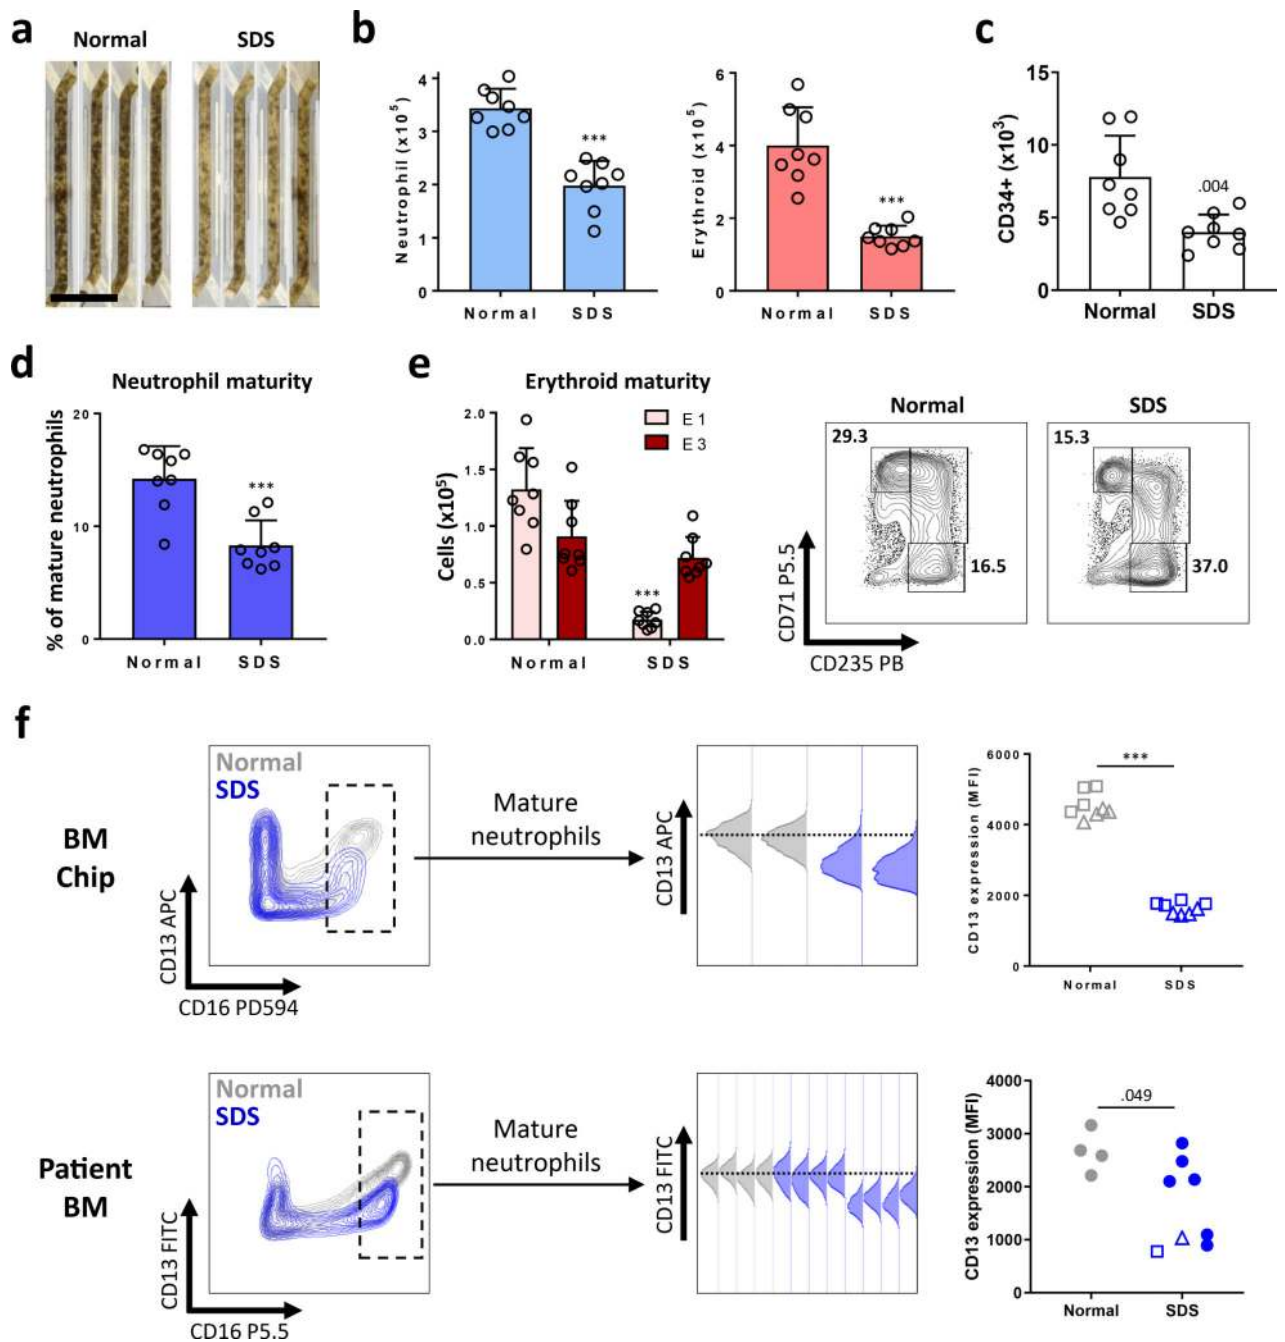 a
Normal SDS
b
Neutrophil (x10⁵)
4
3
2
1
0
***
Normal SDS
Erythroid (x10⁵)
6
4
2
0
***
Normal SDS
c
CD34+ (x10³)
15
10
5
0
.004
Normal SDS
d
Neutrophil maturity
% of mature neutrophils
20
10
0
***
Normal SDS
e
Erythroid maturity
Cells (x10⁵)
2.0
1.5
1.0
0.5
0.0
E1
E3
***
Normal SDS
Normal SDS
29.3 15.3
16.5 37.0
CD71 P5.5
CD235 PB
f
BM
Chip
Normal
SDS
CD13 APC
CD16 PD594
Mature
neutrophils
CD13 APC
CD13 expression (MFI)
6000
4000
2000
0
***
Normal SDS
Patient
BM
Normal
SDS
CD13 FITC
CD16 P5.5
Mature
neutrophils
CD13 FITC
CD13 expression (MFI)
4000
3000
2000
1000
0
.049
Normal SDS